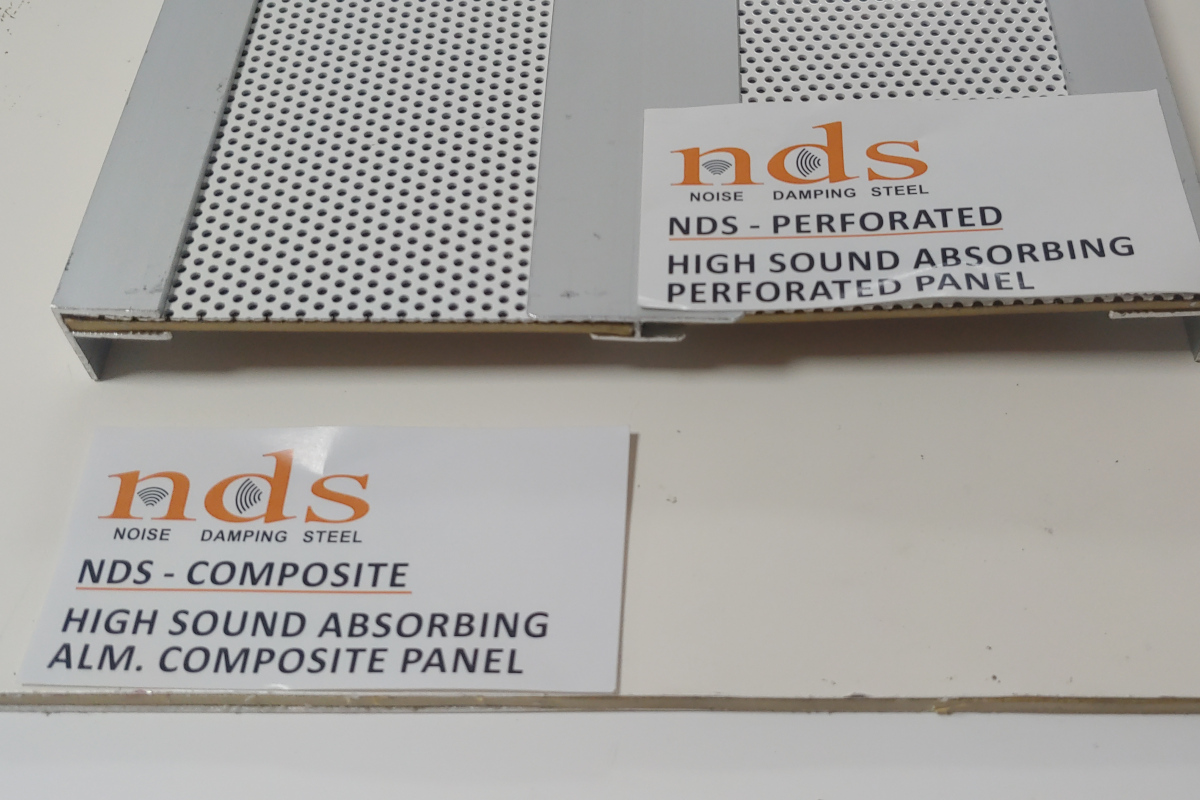 nds
NOISE DAMPING STEEL
NDS - PERFORATED
HIGH SOUND ABSORBING
PERFORATED PANEL
nds
NOISE DAMPING STEEL
NDS - COMPOSITE
HIGH SOUND ABSORBING
ALM. COMPOSITE PANEL